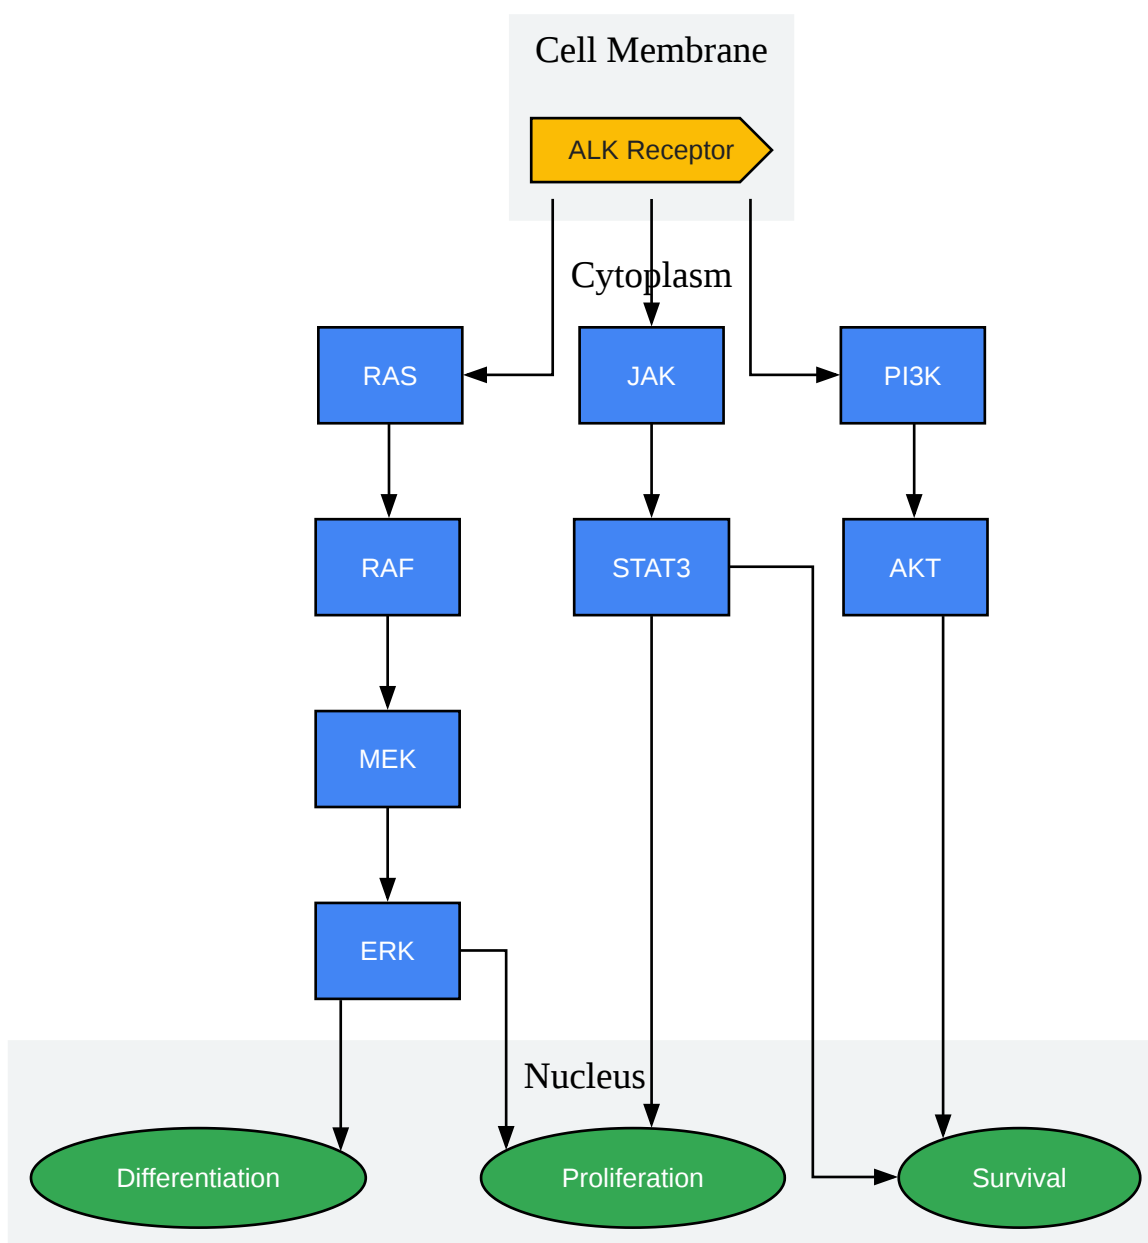 Cell Membrane
ALK Receptor
Cytoplasm
RAS
JAK
PI3K
RAF
STAT3
AKT
MEK
ERK
Nucleus
Differentiation
Proliferation
Survival